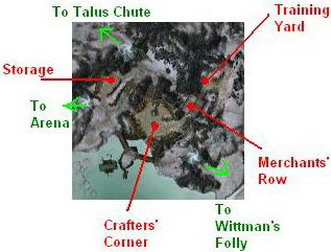 To Talus Chute
Training
Yard
Storage
To
Arena
Merchants'
Row
Crafters'
Corner
To
Wittman's
Folly